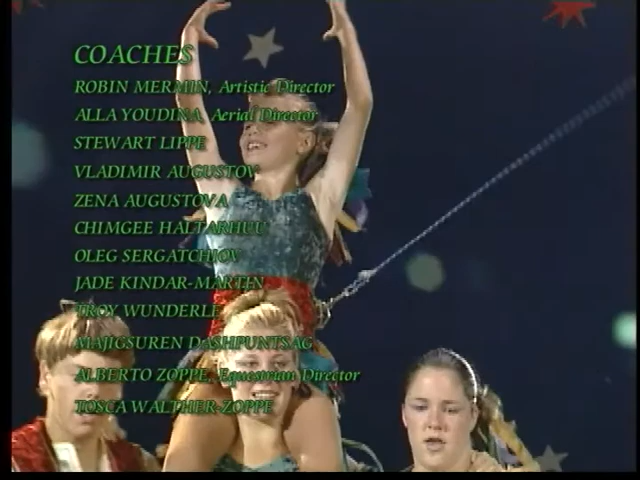 COACHES
ROBIN MERMIN, Artistic Director
ALLA YOUDINA, Aerial Director
STEWART LIPPE
VLADIMIR AUGUSTOV
ZENA AUGUSTOVA
CHIMGEE HALTARHUU
OLEG SERGATCHIOV
JADE KINDAR-MARTIN
TROY WUNDERLE
MAJIGSUREN DASHPUNTSAG
ALBERTO ZOPPE, Equestrian Director
TOSCA WALTHER-ZOPPE